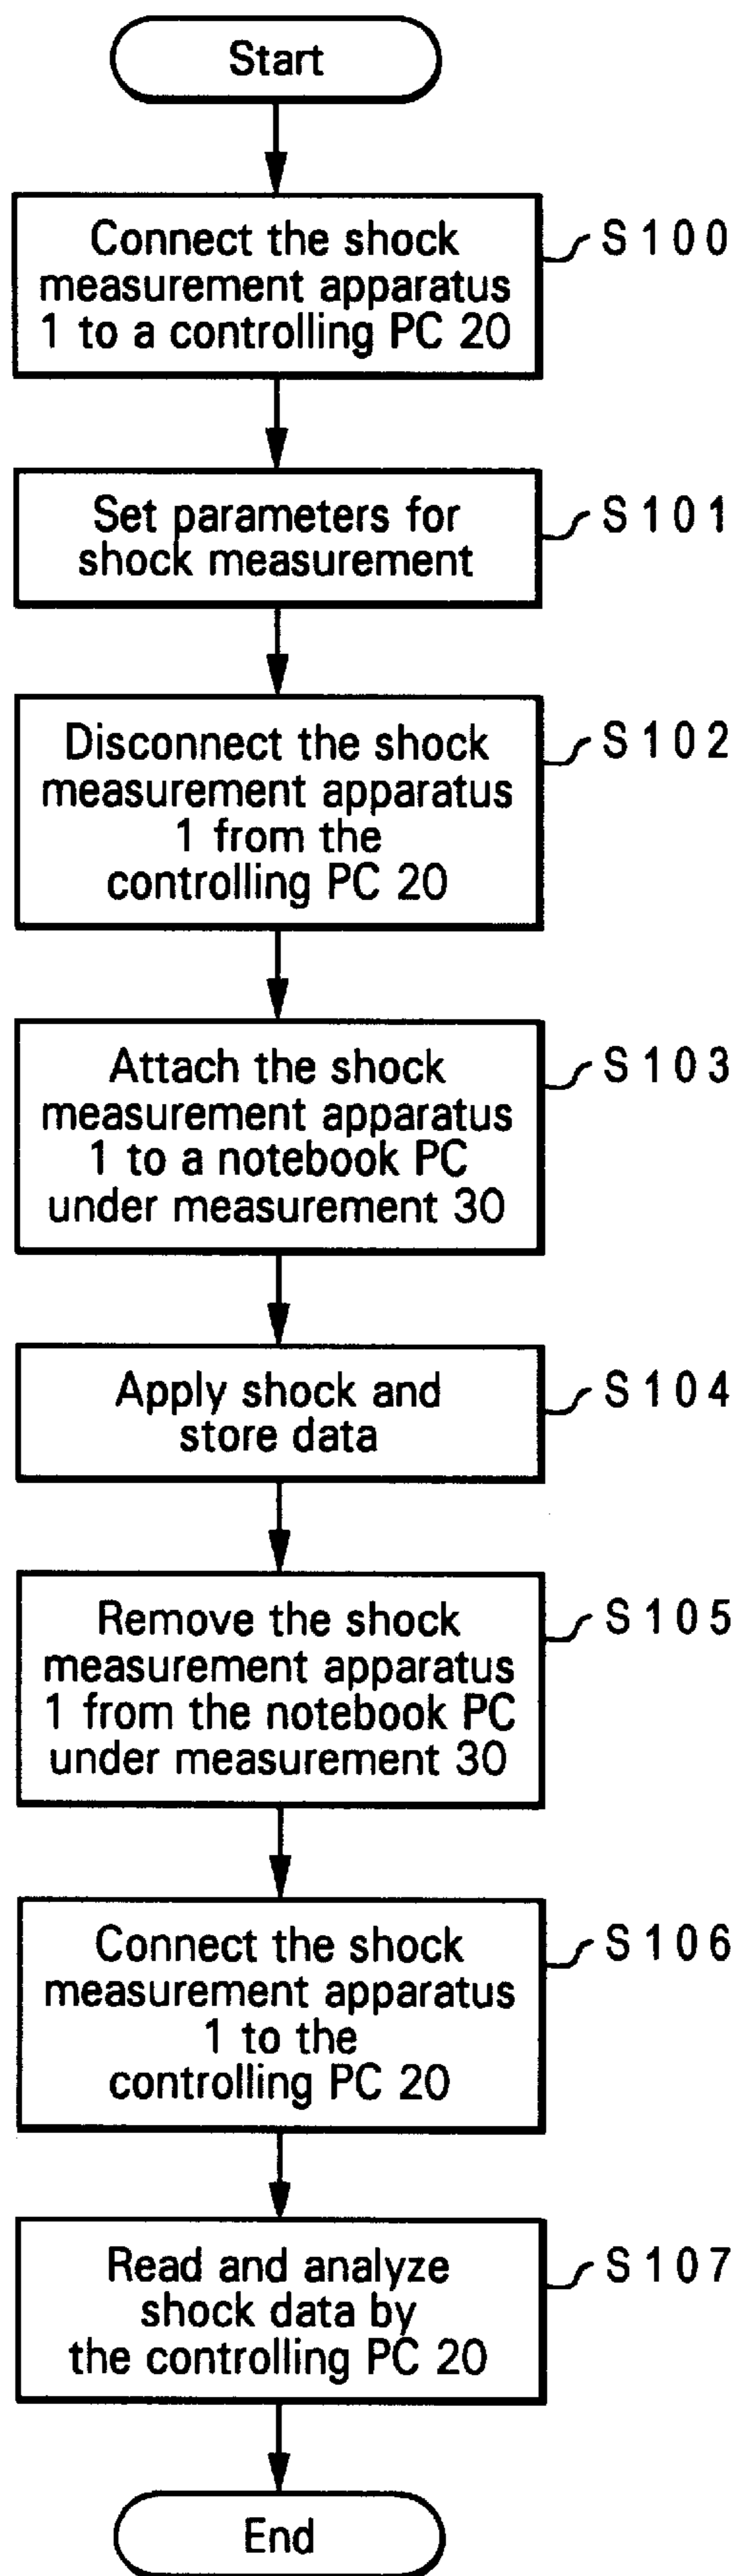 Start
Connect the shock
measurement apparatus
1 to a controlling PC 20
S100
Set parameters for
shock measurement
S101
Disconnect the shock
measurement apparatus
1 from the
controlling PC 20
S102
Attach the shock
measurement apparatus
1 to a notebook PC
under measurement 30
S103
Apply shock and
store data
S104
Remove the shock
measurement apparatus
1 from the notebook PC
under measurement 30
S105
Connect the shock
measurement apparatus
1 to the
controlling PC 20
S106
Read and analyze
shock data by
the controlling PC 20
S107
End